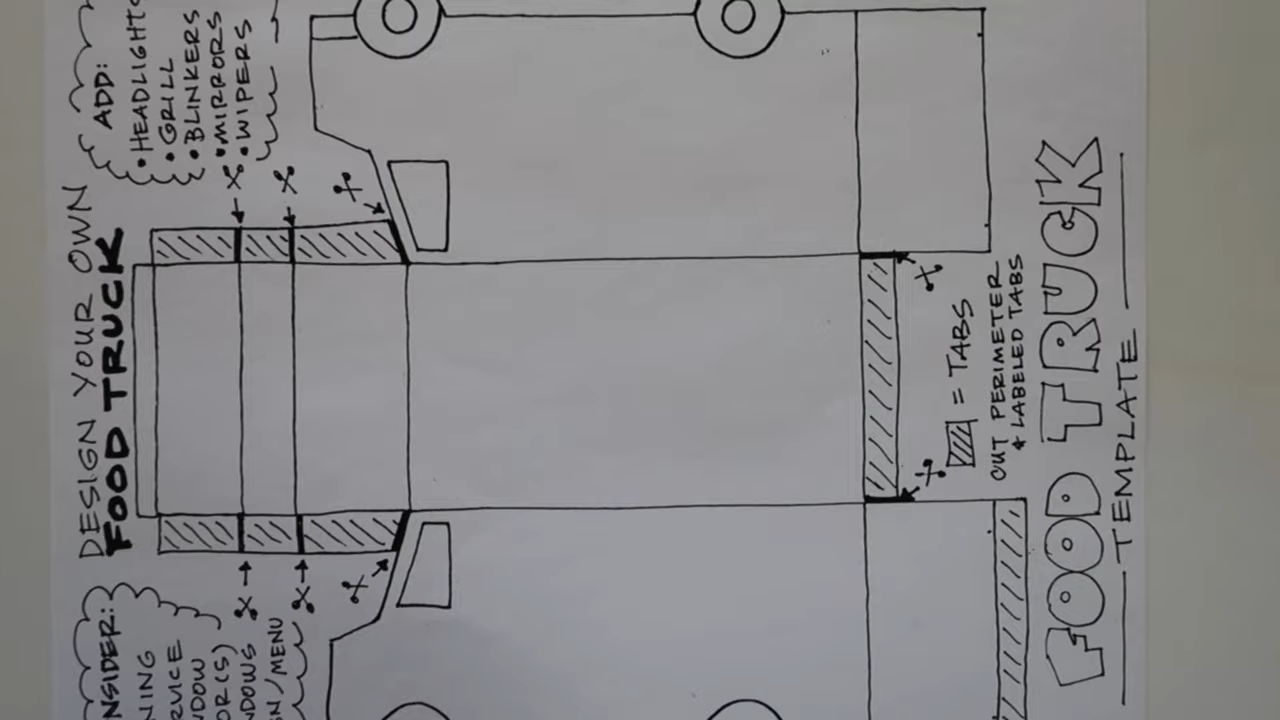 DESIGN YOUR OWN
FOOD TRUCK
NSIDER:
NING
RVICE
NDOW
OR(S)
NDOWS
GN/MENU
ADD:
• HEADLIGHTS
• GRILL
• BLINKERS
• MIRRORS
• WIPERS
= TABS
CUT PERIMETER
& LABELED TABS
FOOD TRUCK
TEMPLATE